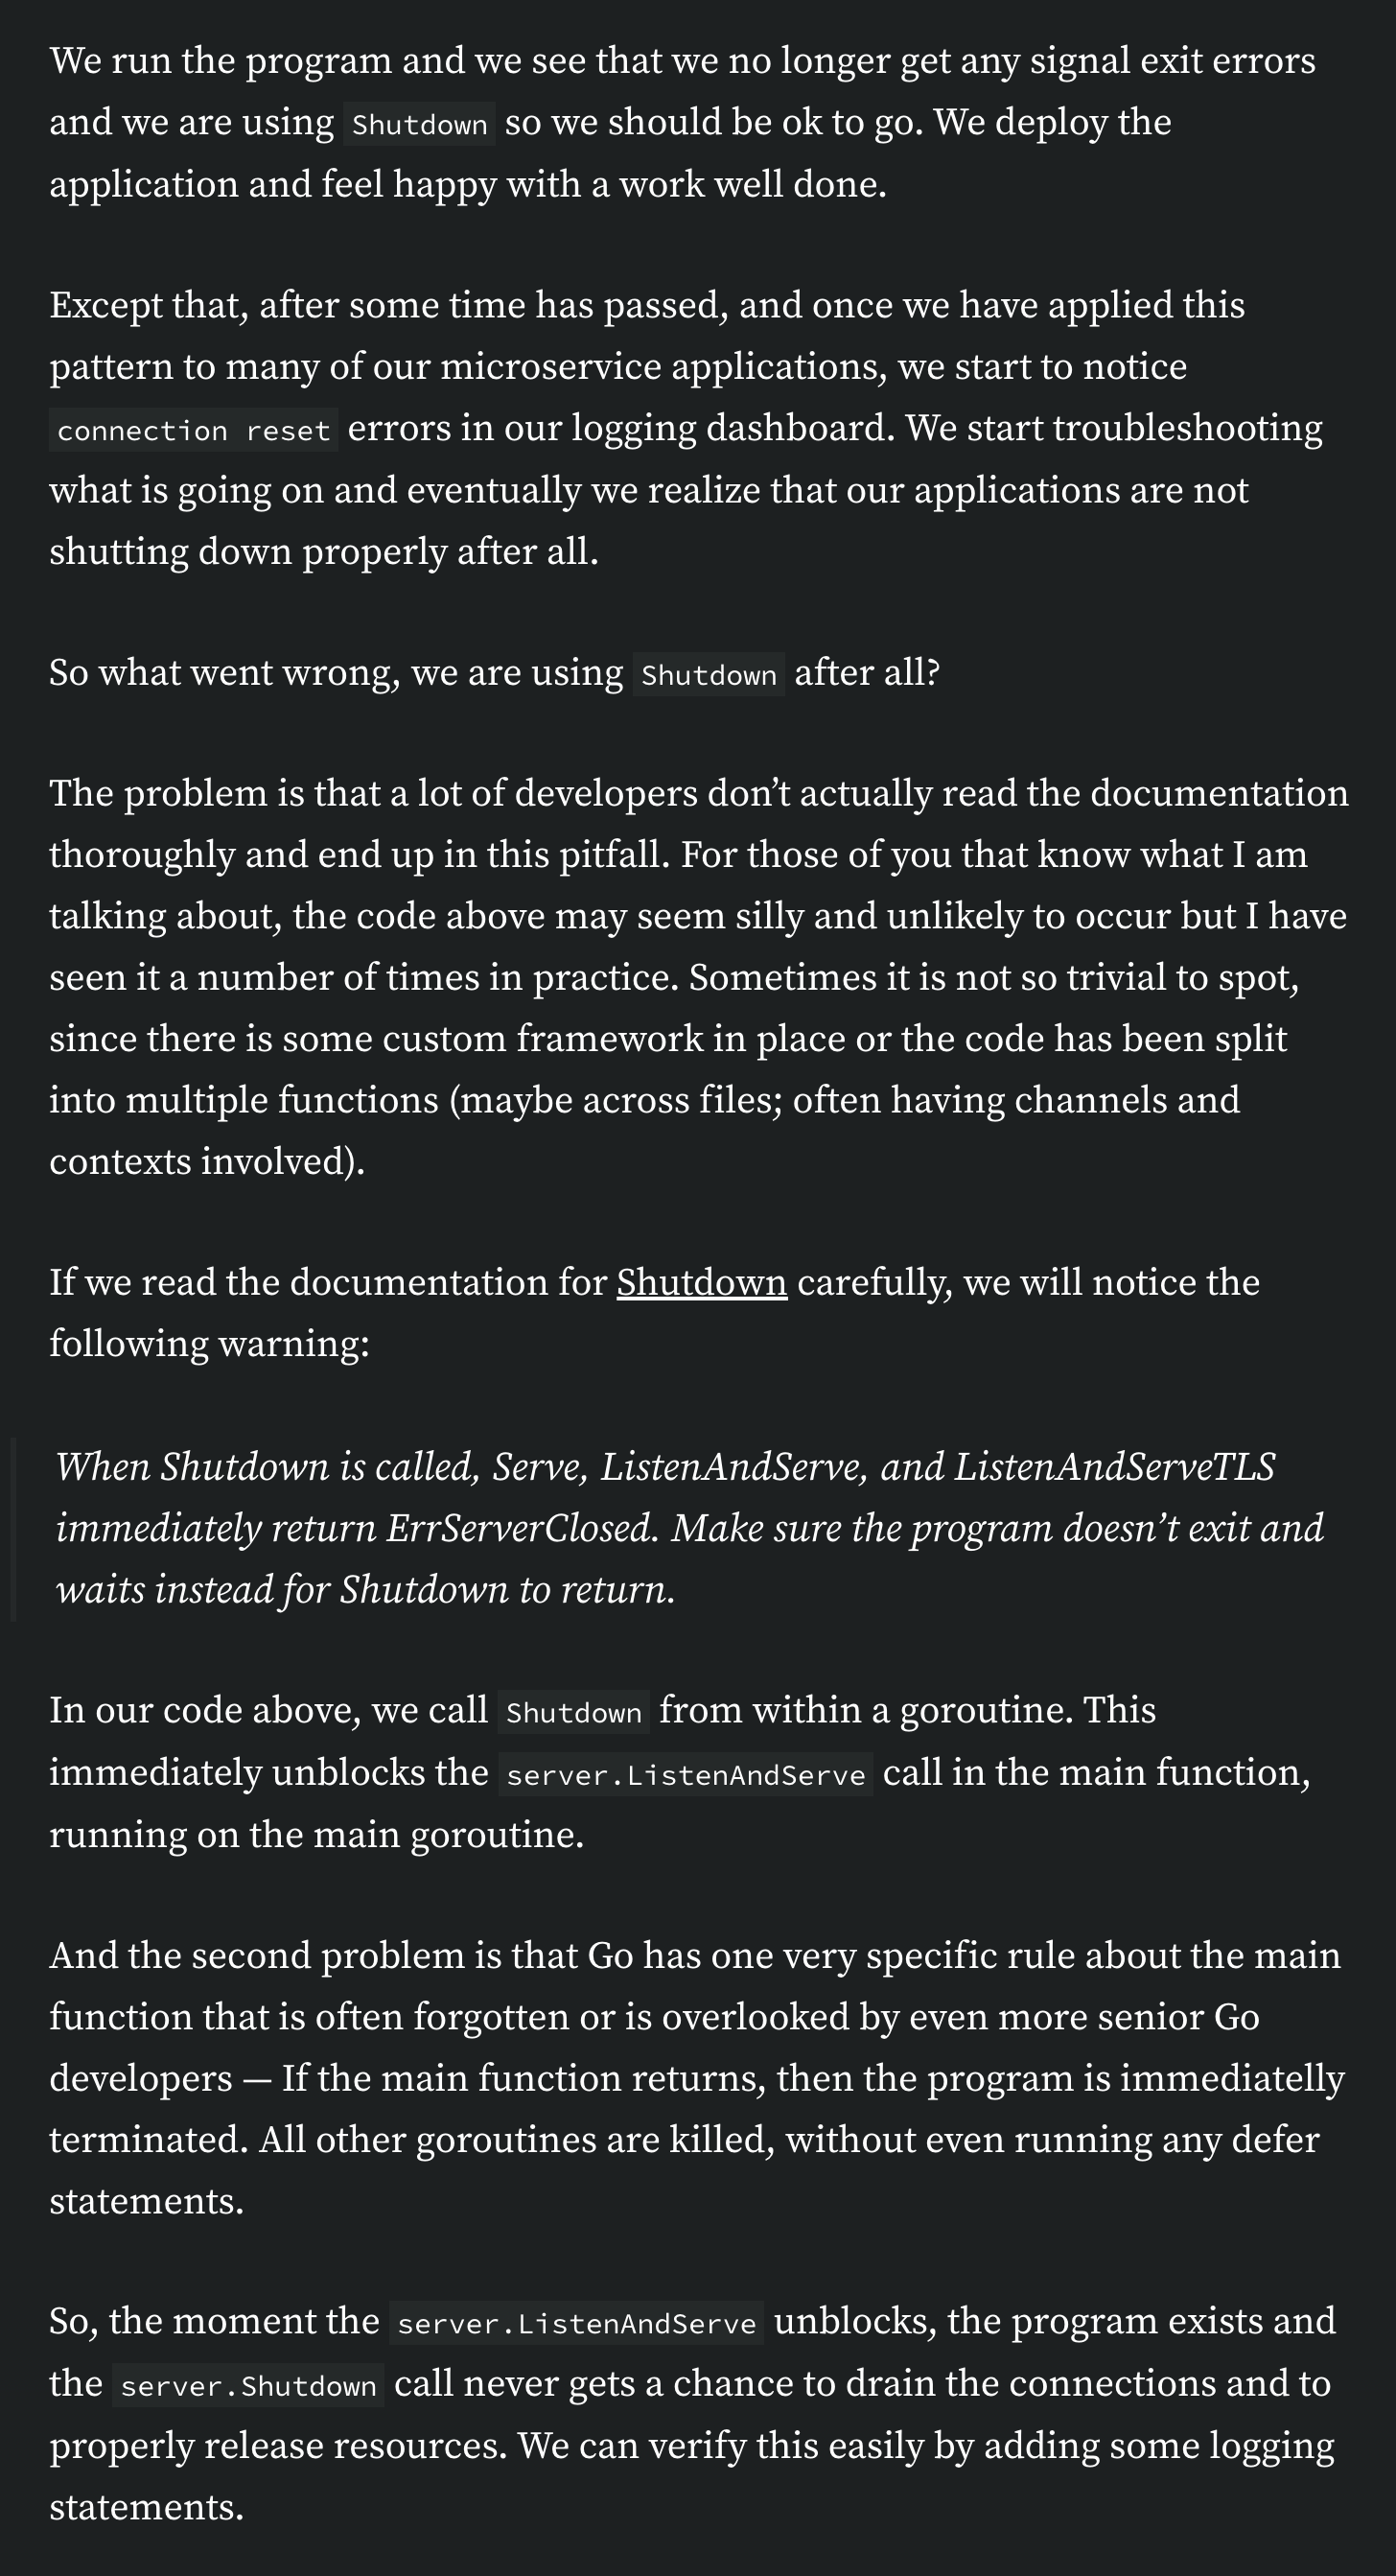 We run the program and we see that we no longer get any signal exit errors
and we are using Shutdown so we should be ok to go. We deploy the
application and feel happy with a work well done.
Except that, after some time has passed, and once we have applied this
pattern to many of our microservice applications, we start to notice
connection reset errors in our logging dashboard. We start troubleshooting
what is going on and eventually we realize that our applications are not
shutting down properly after all.
So what went wrong, we are using Shutdown after all?
The problem is that a lot of developers don’t actually read the documentation
thoroughly and end up in this pitfall. For those of you that know what I am
talking about, the code above may seem silly and unlikely to occur but I have
seen it a number of times in practice. Sometimes it is not so trivial to spot,
since there is some custom framework in place or the code has been split
into multiple functions (maybe across files; often having channels and
contexts involved).
If we read the documentation for Shutdown carefully, we will notice the
following warning:
When Shutdown is called, Serve, ListenAndServe, and ListenAndServeTLS
immediately return ErrServerClosed. Make sure the program doesn’t exit and
waits instead for Shutdown to return.
In our code above, we call Shutdown from within a goroutine. This
immediately unblocks the server.ListenAndServe call in the main function,
running on the main goroutine.
And the second problem is that Go has one very specific rule about the main
function that is often forgotten or is overlooked by even more senior Go
developers — If the main function returns, then the program is immediatelly
terminated. All other goroutines are killed, without even running any defer
statements.
So, the moment the server.ListenAndServe unblocks, the program exists and
the server.Shutdown call never gets a chance to drain the connections and to
properly release resources. We can verify this easily by adding some logging
statements.